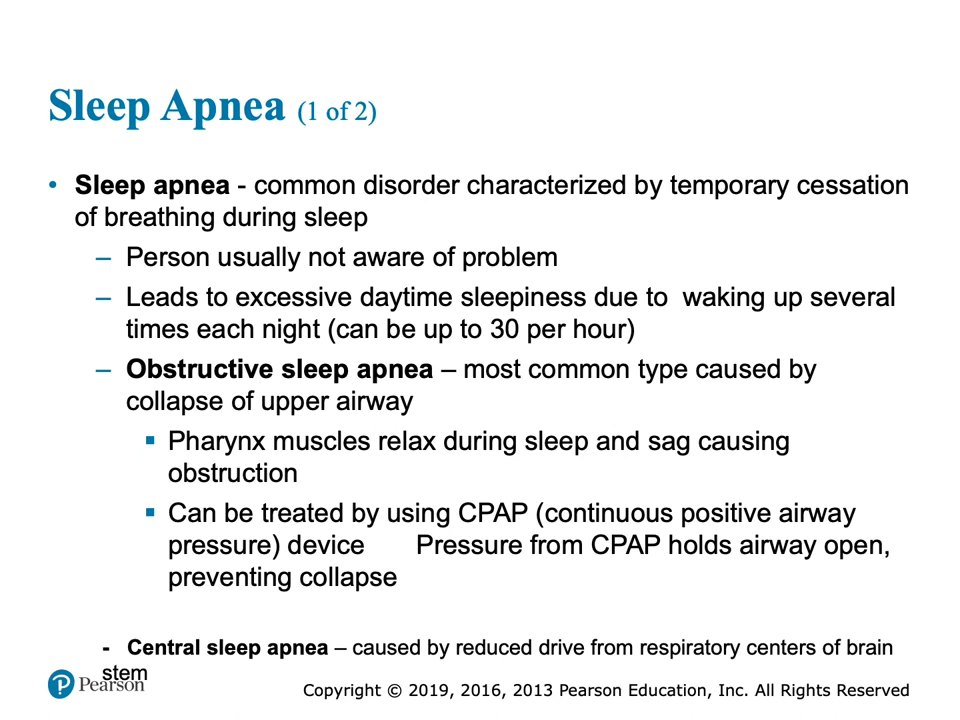 Sleep Apnea (1 of 2)
• Sleep apnea - common disorder characterized by temporary cessation
of breathing during sleep
– Person usually not aware of problem
– Leads to excessive daytime sleepiness due to  waking up several
times each night (can be up to 30 per hour)
– Obstructive sleep apnea – most common type caused by
collapse of upper airway
▪ Pharynx muscles relax during sleep and sag causing
obstruction
▪ Can be treated by using CPAP (continuous positive airway
pressure) device       Pressure from CPAP holds airway open,
preventing collapse
- Central sleep apnea – caused by reduced drive from respiratory centers of brain
stem
P Pearson
Copyright © 2019, 2016, 2013 Pearson Education, Inc. All Rights Reserved